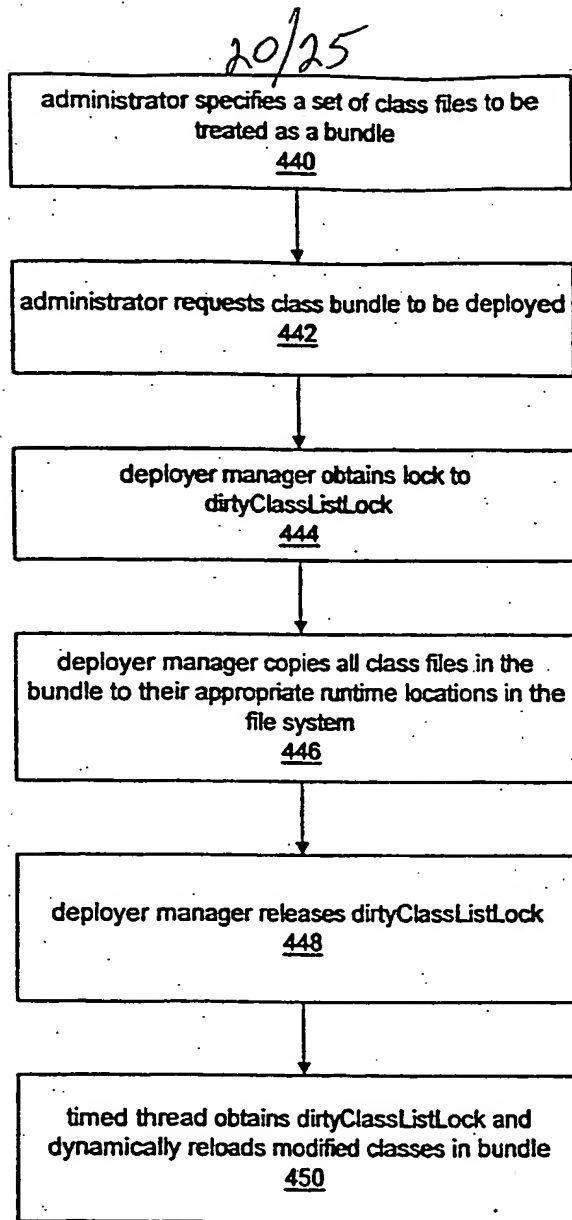 20/25
administrator specifies a set of class files to be
treated as a bundle
440
administrator requests class bundle to be deployed
442
deployer manager obtains lock to
dirtyClassListLock
444
deployer manager copies all class files in the
bundle to their appropriate runtime locations in the
file system
446
deployer manager releases dirtyClassListLock
448
timed thread obtains dirtyClassListLock and
dynamically reloads modified classes in bundle
450